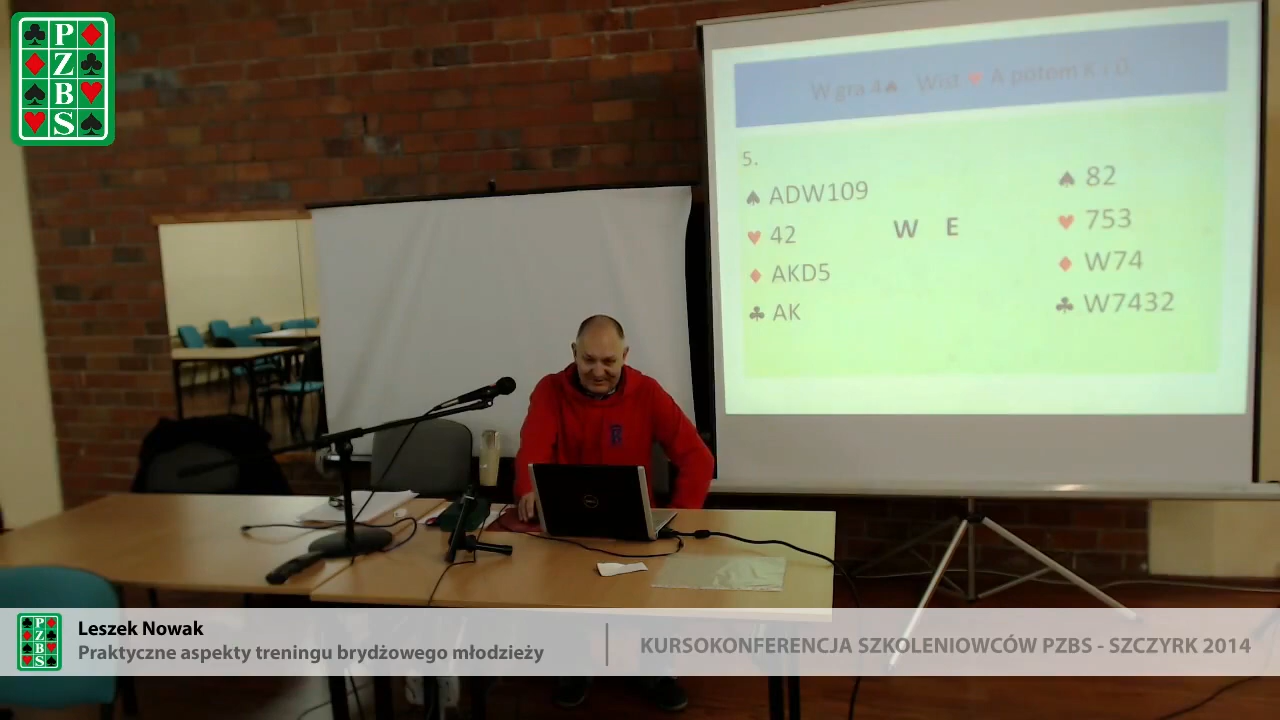 P
Z
B
S
W gra 4♠ Wist ♦ A potem K i D
5.
♠ ADW109
♥ 42
♦ AKD5
♣ AK
W E
♠ 82
♥ 753
♦ W74
♣ W7432
P
Z
B
S
Leszek Nowak
Praktyczne aspekty treningu brydżowego młodzieży
KURSOKONFERENCJA SZKOLENIOWCÓW PZBS - SZCZYRK 2014